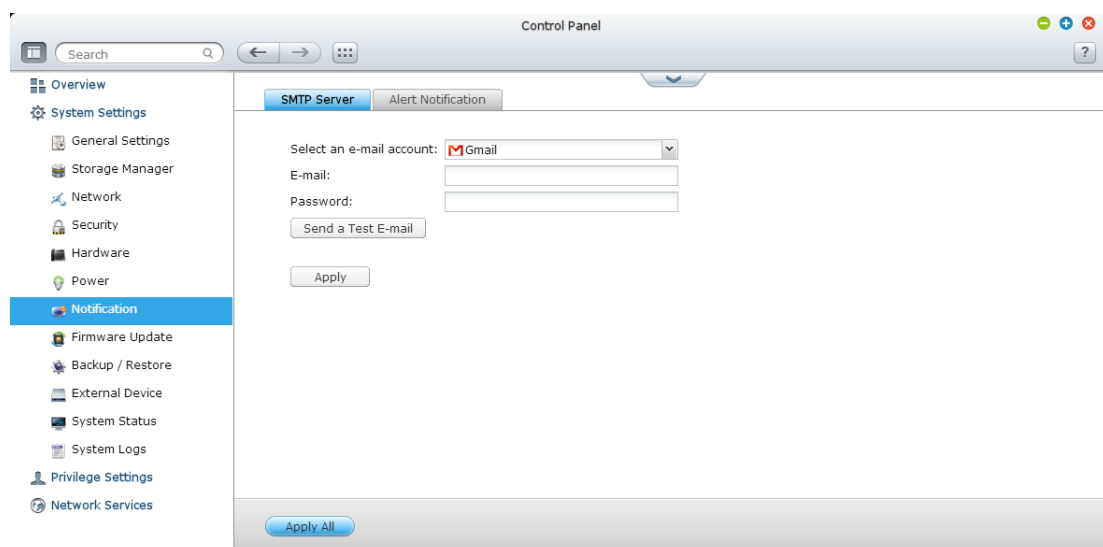 Control Panel
Search
?
Overview
System Settings
General Settings
Storage Manager
Network
Security
Hardware
Power
Notification
Firmware Update
Backup / Restore
External Device
System Status
System Logs
Privilege Settings
Network Services
SMTP Server
Alert Notification
Select an e-mail account: Gmail
E-mail:
Password:
Send a Test E-mail
Apply
Apply All